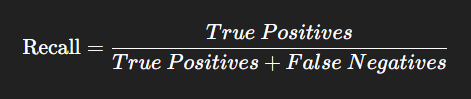 Recall = True Positives / True Positives + False Negatives